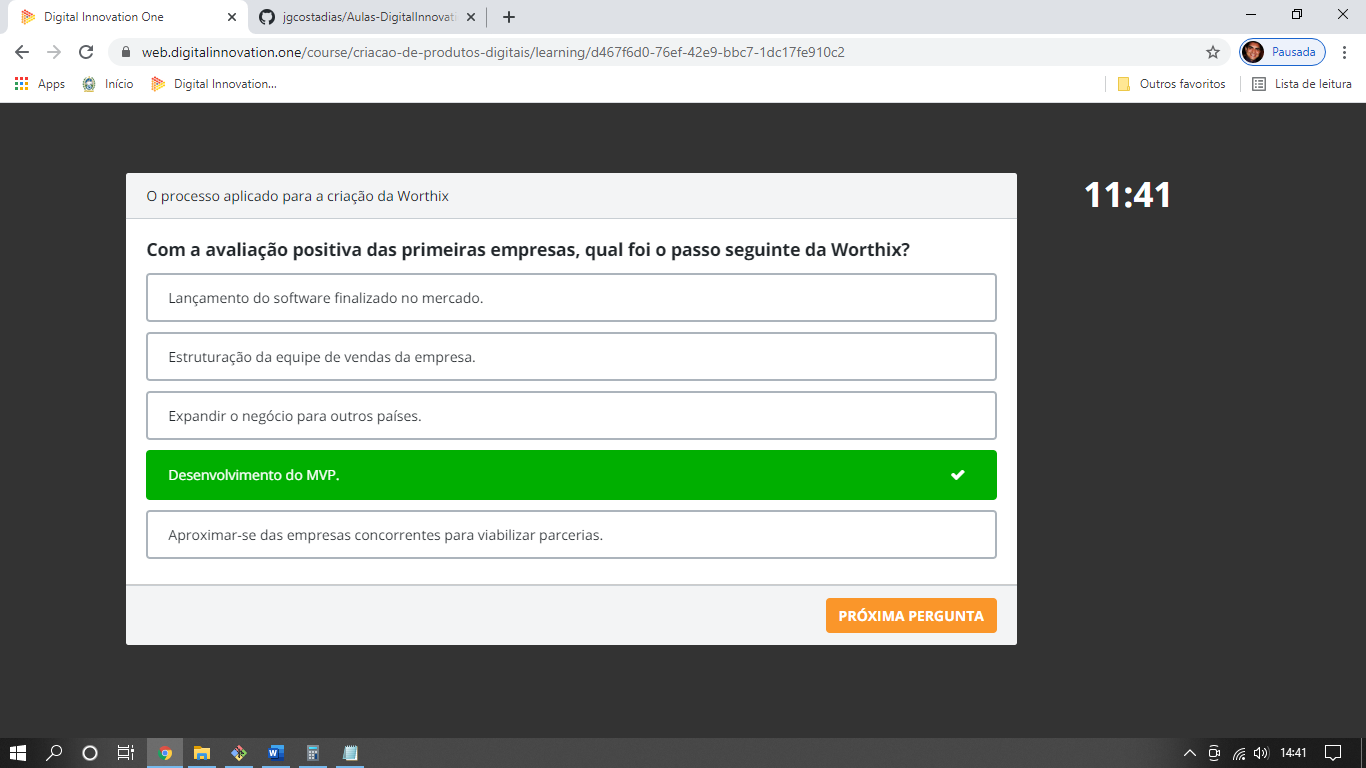 Digital Innovation One
jgcostadias/Aulas-DigitalInnovati
web.digitalinnovation.one/course/criacao-de-produtos-digitais/learning/d467f6d0-76ef-42e9-bbc7-1dc17fe910c2
Pausada
Apps
Início
Digital Innovation...
Outros favoritos
Lista de leitura
O processo aplicado para a criação da Worthix
11:41
Com a avaliação positiva das primeiras empresas, qual foi o passo seguinte da Worthix?
Lançamento do software finalizado no mercado.
Estruturação da equipe de vendas da empresa.
Expandir o negócio para outros países.
Desenvolvimento do MVP.
Aproximar-se das empresas concorrentes para viabilizar parcerias.
PRÓXIMA PERGUNTA
14:41